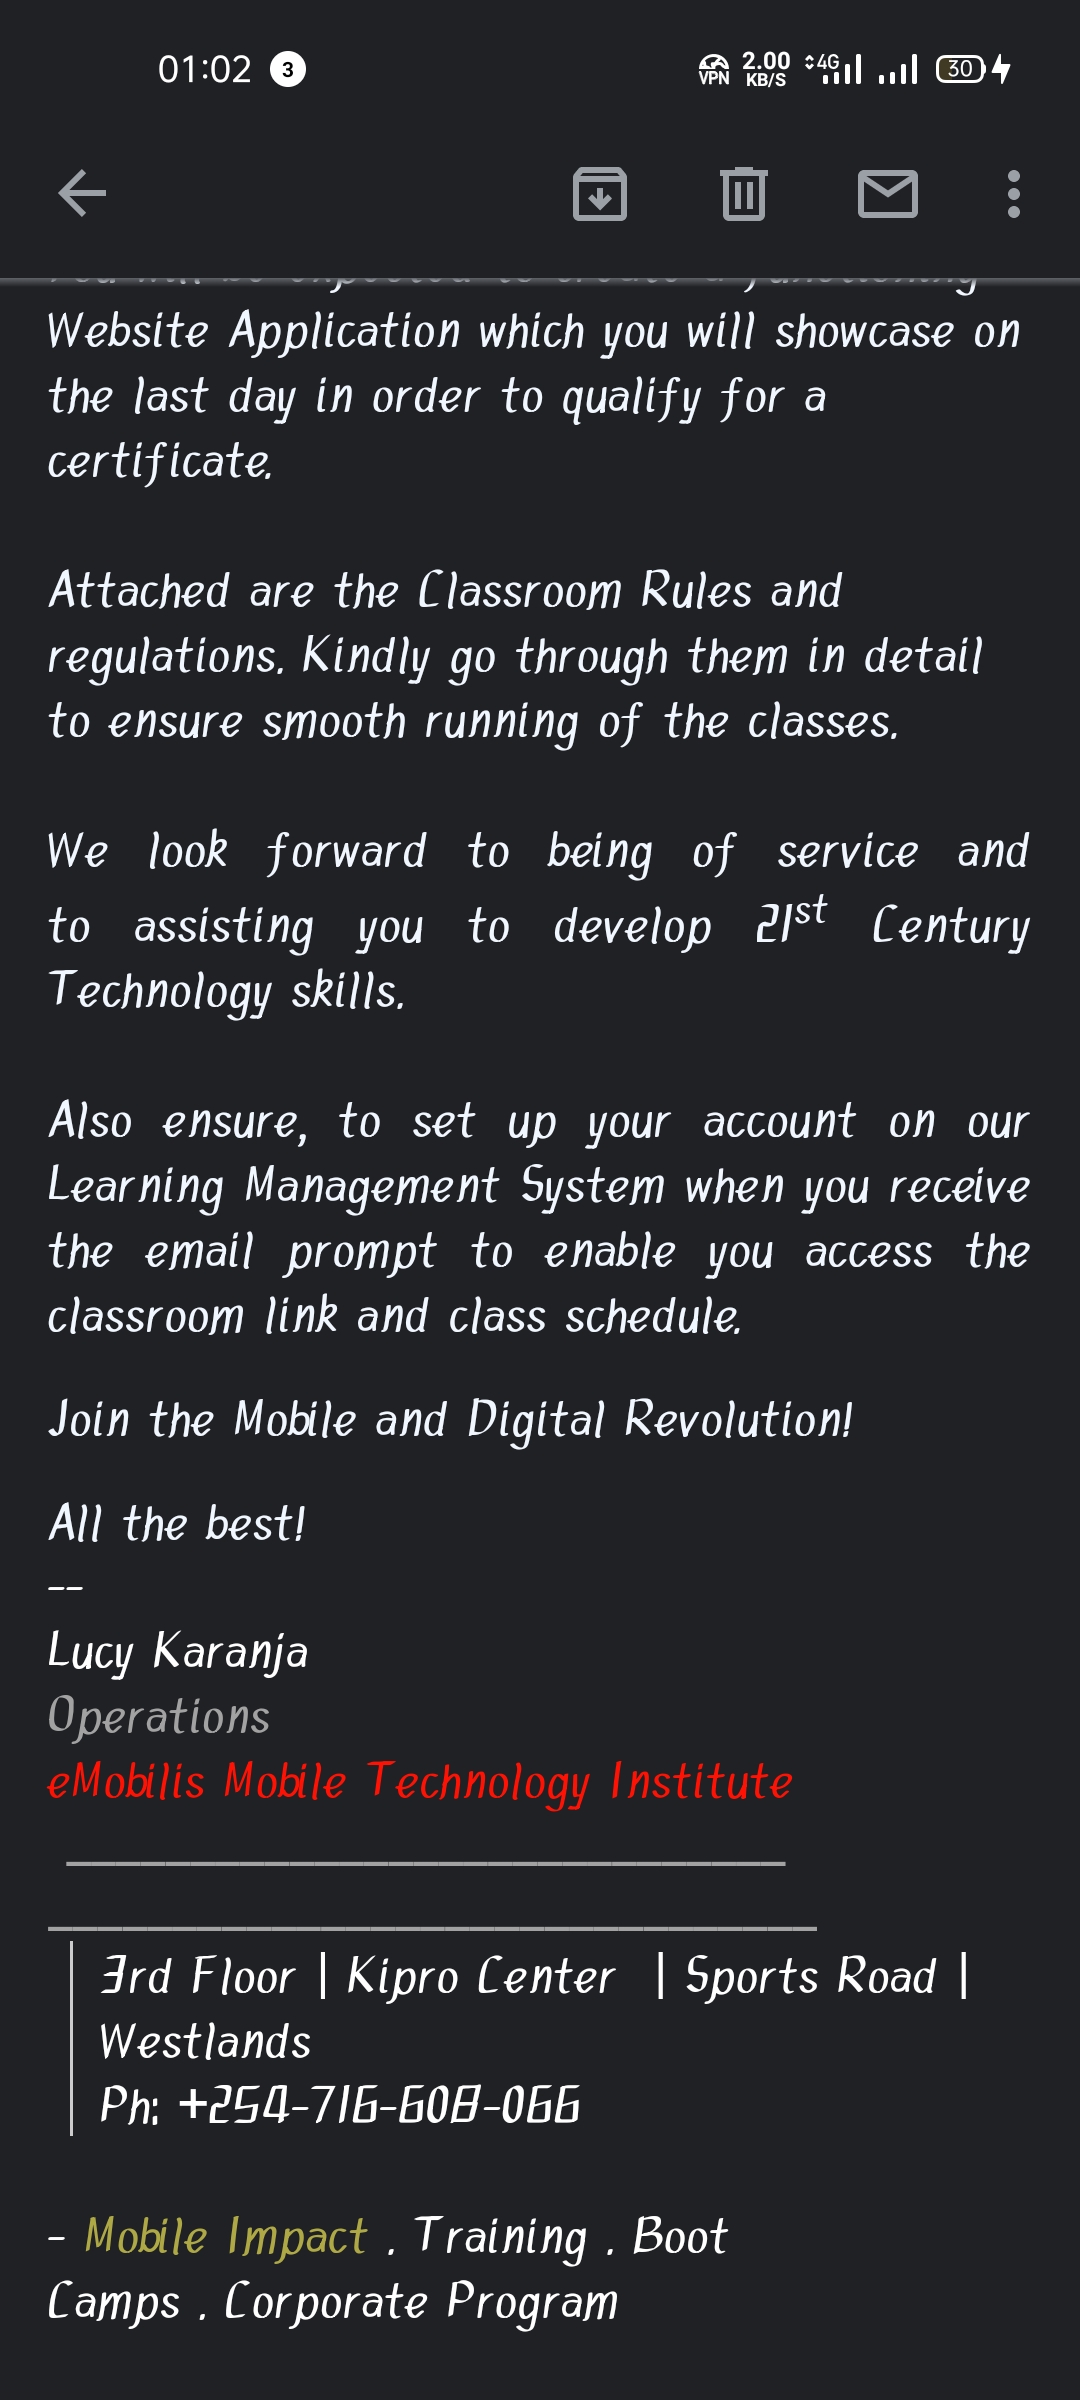 01:02 3 VPN 2.00 KB/S 4G 30
Website Application which you will showcase on
the last day in order to qualify for a
certificate.
Attached are the Classroom Rules and
regulations. Kindly go through them in detail
to ensure smooth running of the classes.
We look forward to being of service and
to assisting you to develop 21st Century
Technology skills.
Also ensure, to set up your account on our
Learning Management System when you receive
the email prompt to enable you access the
classroom link and class schedule.
Join the Mobile and Digital Revolution!
All the best!
--
Lucy Karanja
Operations
eMobilis Mobile Technology Institute
_____________________________
_______________________________
3rd Floor | Kipro Center | Sports Road |
Westlands
Ph: +254-716-608-066
- Mobile Impact . Training . Boot
Camps . Corporate Program